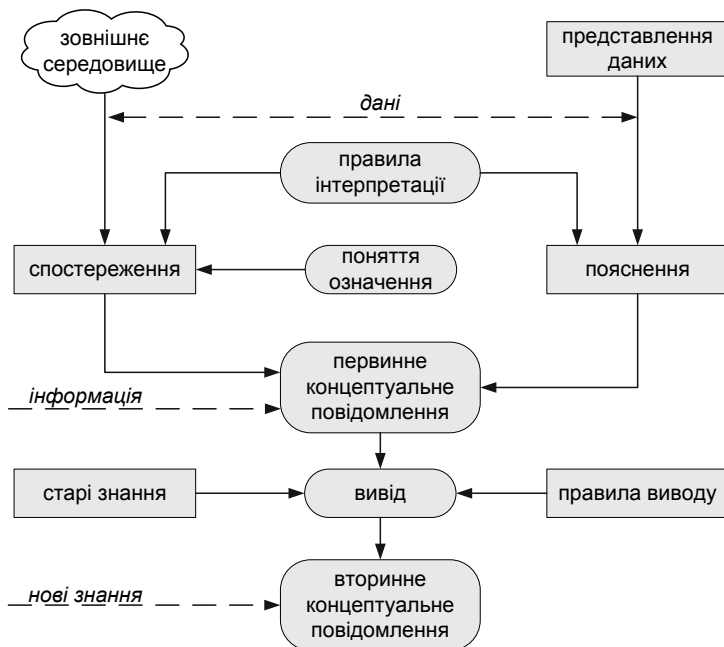 зовнішнє
середовище
представлення
даних
дані
правила
інтерпретації
спостереження
поняття
означення
пояснення
первинне
концептуальне
повідомлення
інформація
старі знання
вивід
правила виводу
вторинне
концептуальне
повідомлення
нові знання